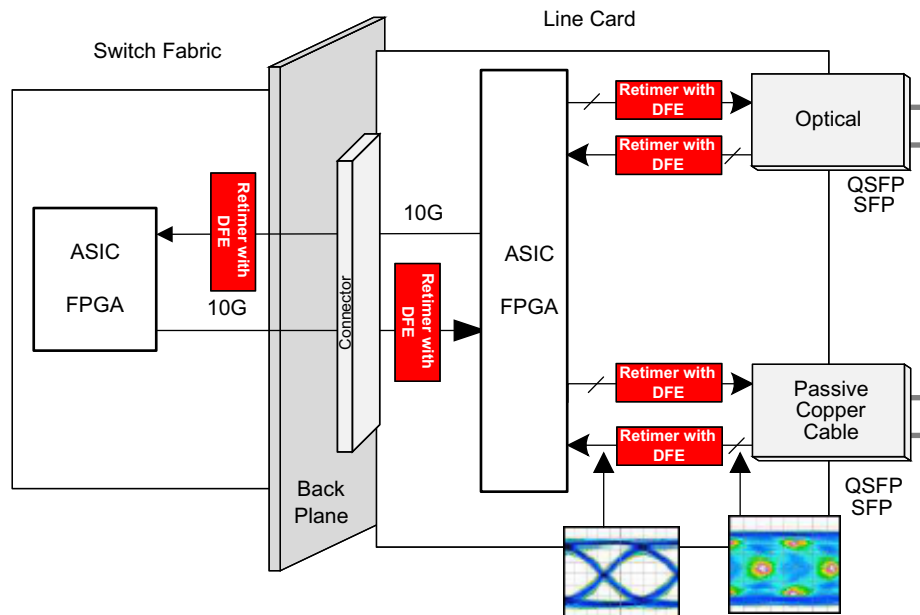 Line Card
Switch Fabric
Retimer with
DFE
Optical
Retimer with
DFE
QSFP
SFP
Retimer with
DFE
10G
ASIC
FPGA
10G
ASIC
FPGA
Connector
Retimer with
DFE
Retimer with
DFE
Passive
Copper
Cable
Retimer with
DFE
QSFP
SFP
Back
Plane